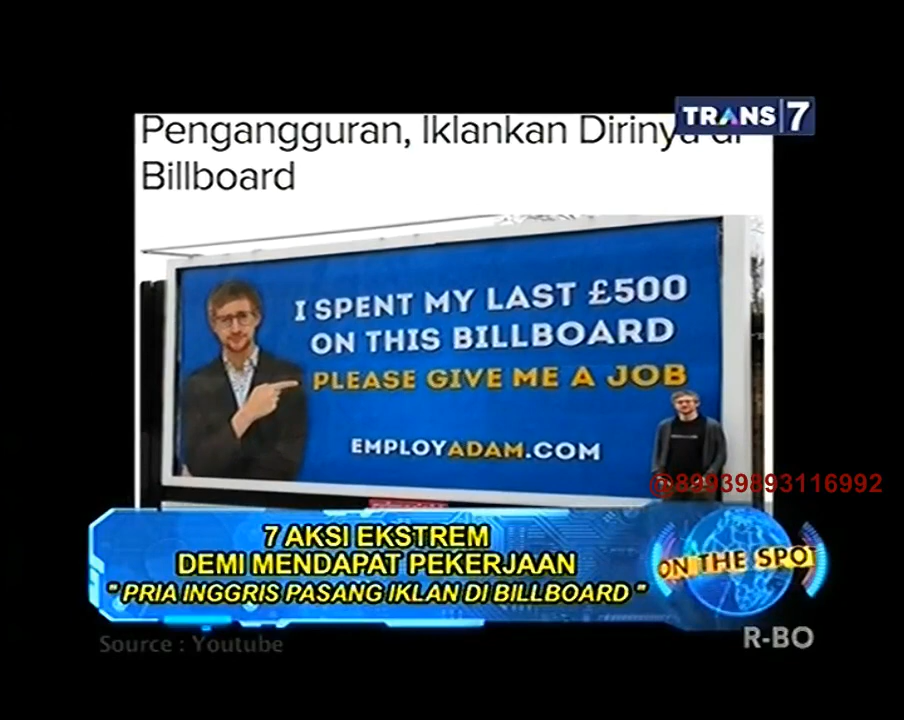 TRANS 7
Pengangguran, Iklankan Dirinya di
Billboard
I SPENT MY LAST £500
ON THIS BILLBOARD
PLEASE GIVE ME A JOB
EMPLOYADAM.COM
@89939893116992
7 AKSI EKSTREM
DEMI MENDAPAT PEKERJAAN
" PRIA INGGRIS PASANG IKLAN DI BILLBOARD "
ON THE SPOT
R-BO
Source : Youtube